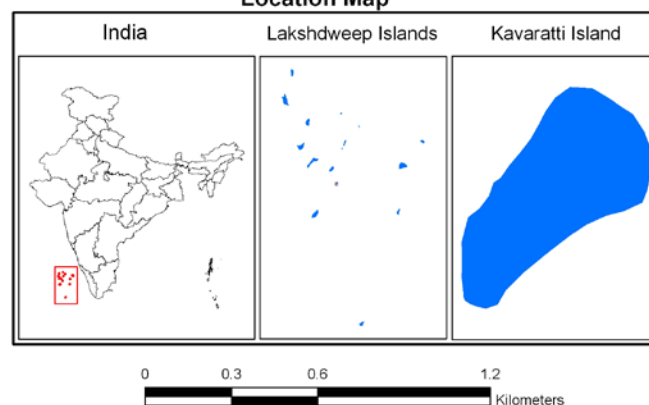 Location Map
India
Lakshdweep Islands
Kavaratti Island
0 0.3 0.6 1.2
Kilometers